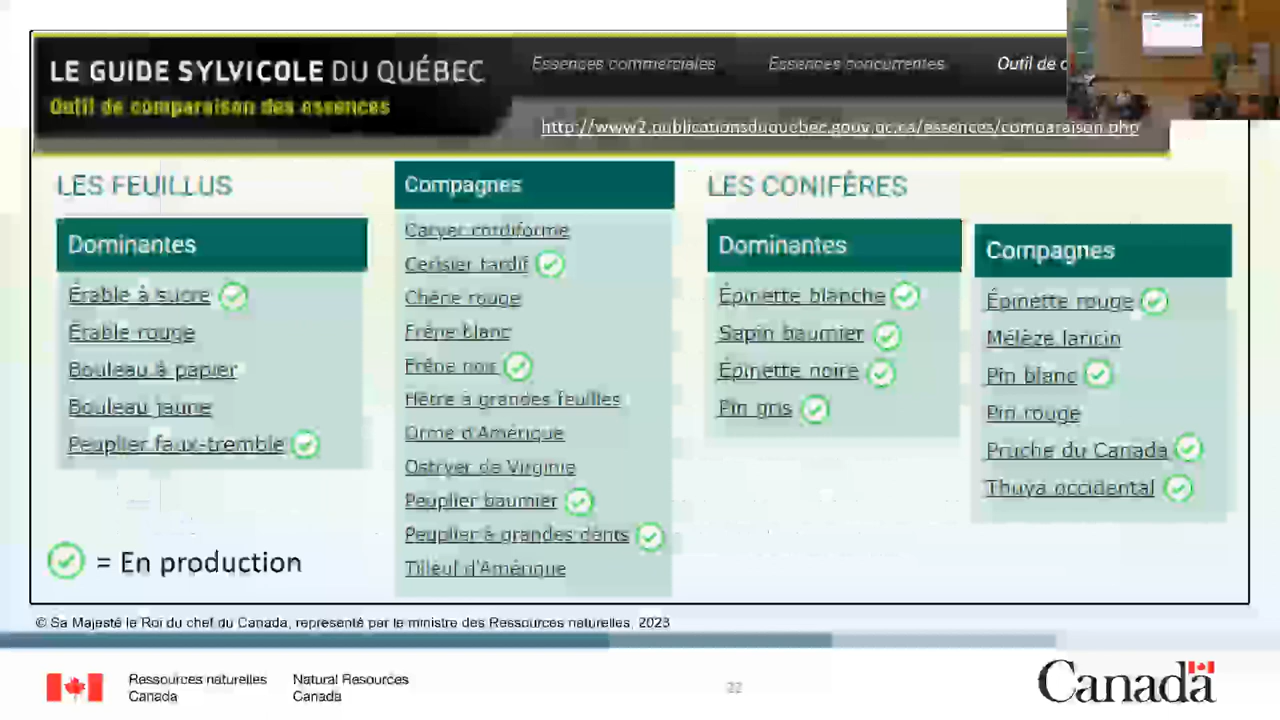 LE GUIDE SYLVICOLE DU QUÉBEC
Outil de comparaison des essences
Essences commerciales
Essences concurrentes
Outil de c
http://www2.publicationsduquebec.gouv.qc.ca/essences/comparaison.php
LES FEUILLUS
Dominantes
Érable à sucre
Érable rouge
Bouleau à papier
Bouleau jaune
Peuplier faux-tremble
Compagnes
Caryer cordiforme
Cerisier tardif
Chêne rouge
Frêne blanc
Frêne noir
Hêtre à grandes feuilles
Orme d'Amérique
Ostryer de Virginie
Peuplier baumier
Peuplier à grandes dents
Tilleul d'Amérique
LES CONIFÈRES
Dominantes
Épinette blanche
Sapin baumier
Épinette noire
Pin gris
Compagnes
Épinette rouge
Mélèze laricin
Pin blanc
Pin rouge
Pruche du Canada
Thuya occidental
= En production
© Sa Majesté le Roi du chef du Canada, représenté par le ministre des Ressources naturelles, 2023
Ressources naturelles
Canada
Natural Resources
Canada
22
Canada